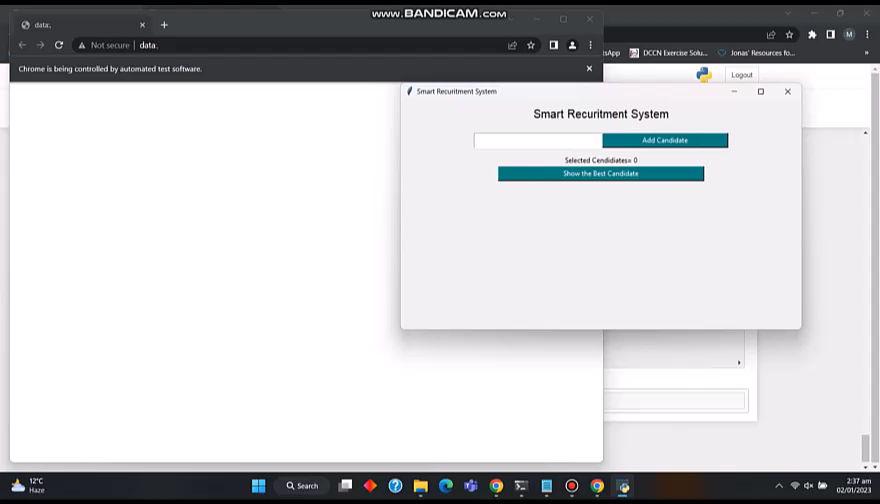 www.BANDICAM.com
data:,
Not secure
data:,
Chrome is being controlled by automated test software.
DCCN Exercise Solu...
Jonas' Resources fo...
M
»
Logout
Smart Recuritment System
Smart Recuritment System
Add Candidate
Selected Cendidiates= 0
Show the Best Candidate
12°C
Haze
Search
2:37 am
02/01/2023